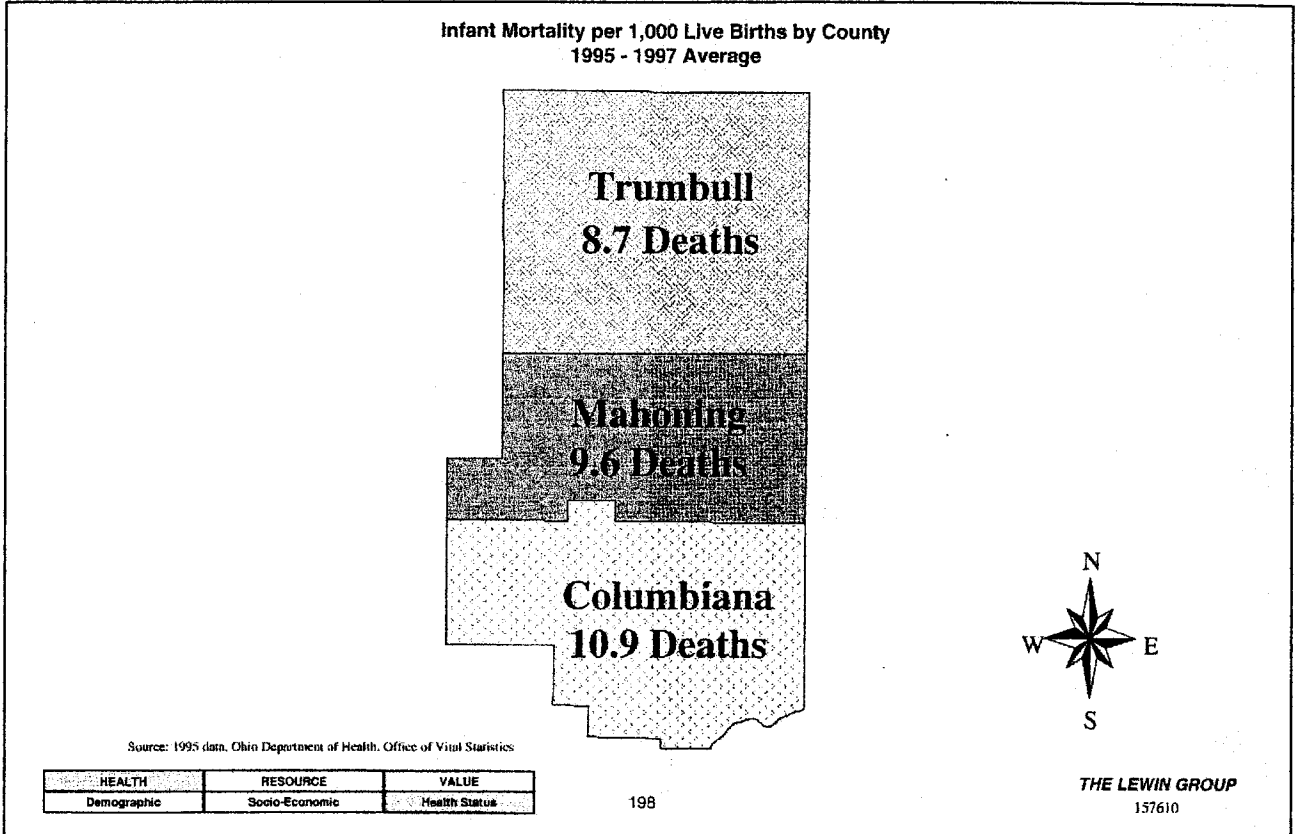 Infant Mortality per 1,000 Live Births by County
1995 - 1997 Average
Trumbull
8.7 Deaths
Mahoning
9.6 Deaths
Columbiana
10.9 Deaths
N
W E
S
Source: 1995 data, Ohio Department of Health, Office of Vital Statistics
HEALTH RESOURCE VALUE
Demographic Socio-Economic Health Status
198
THE LEWIN GROUP
157610